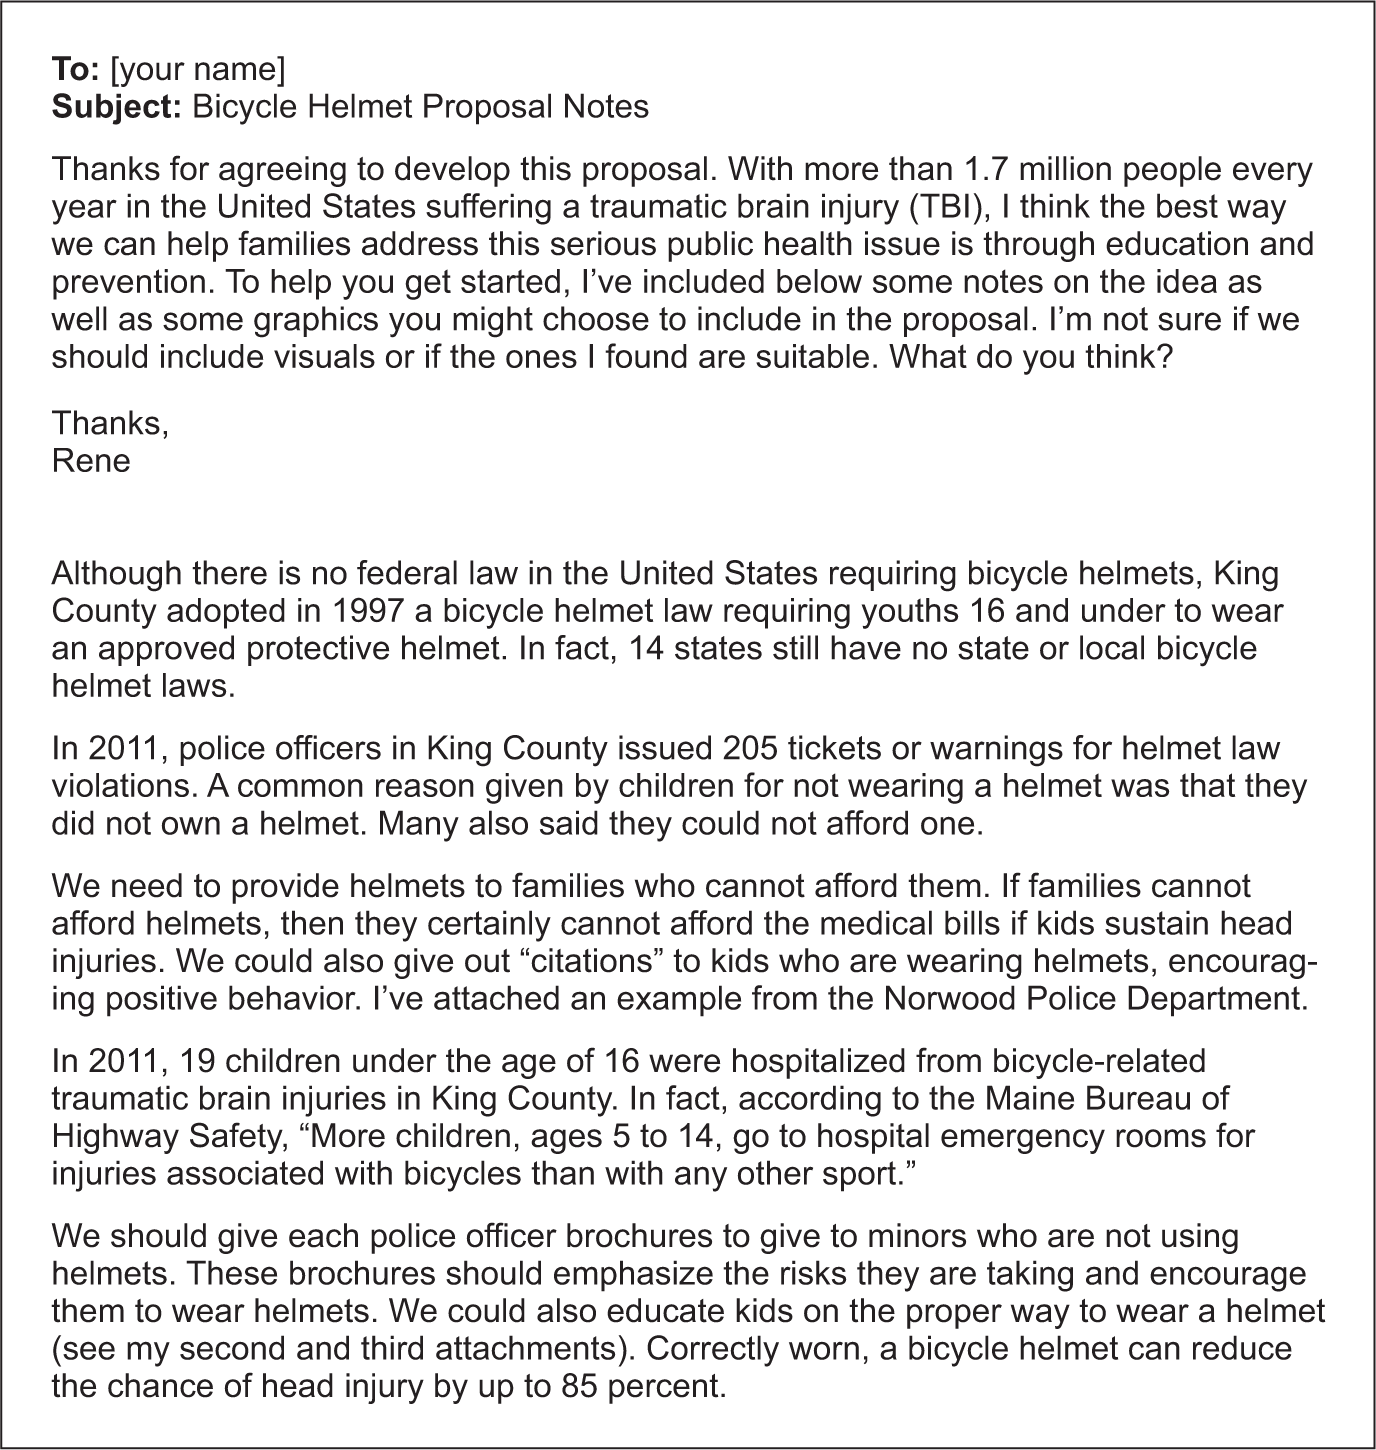 To: [your name]
Subject: Bicycle Helmet Proposal Notes
Thanks for agreeing to develop this proposal. With more than 1.7 million people every
year in the United States suffering a traumatic brain injury (TBI), I think the best way
we can help families address this serious public health issue is through education and
prevention. To help you get started, I’ve included below some notes on the idea as
well as some graphics you might choose to include in the proposal. I’m not sure if we
should include visuals or if the ones I found are suitable. What do you think?
Thanks,
Rene
Although there is no federal law in the United States requiring bicycle helmets, King
County adopted in 1997 a bicycle helmet law requiring youths 16 and under to wear
an approved protective helmet. In fact, 14 states still have no state or local bicycle
helmet laws.
In 2011, police officers in King County issued 205 tickets or warnings for helmet law
violations. A common reason given by children for not wearing a helmet was that they
did not own a helmet. Many also said they could not afford one.
We need to provide helmets to families who cannot afford them. If families cannot
afford helmets, then they certainly cannot afford the medical bills if kids sustain head
injuries. We could also give out “citations” to kids who are wearing helmets, encourag-
ing positive behavior. I’ve attached an example from the Norwood Police Department.
In 2011, 19 children under the age of 16 were hospitalized from bicycle-related
traumatic brain injuries in King County. In fact, according to the Maine Bureau of
Highway Safety, “More children, ages 5 to 14, go to hospital emergency rooms for
injuries associated with bicycles than with any other sport.”
We should give each police officer brochures to give to minors who are not using
helmets. These brochures should emphasize the risks they are taking and encourage
them to wear helmets. We could also educate kids on the proper way to wear a helmet
(see my second and third attachments). Correctly worn, a bicycle helmet can reduce
the chance of head injury by up to 85 percent.